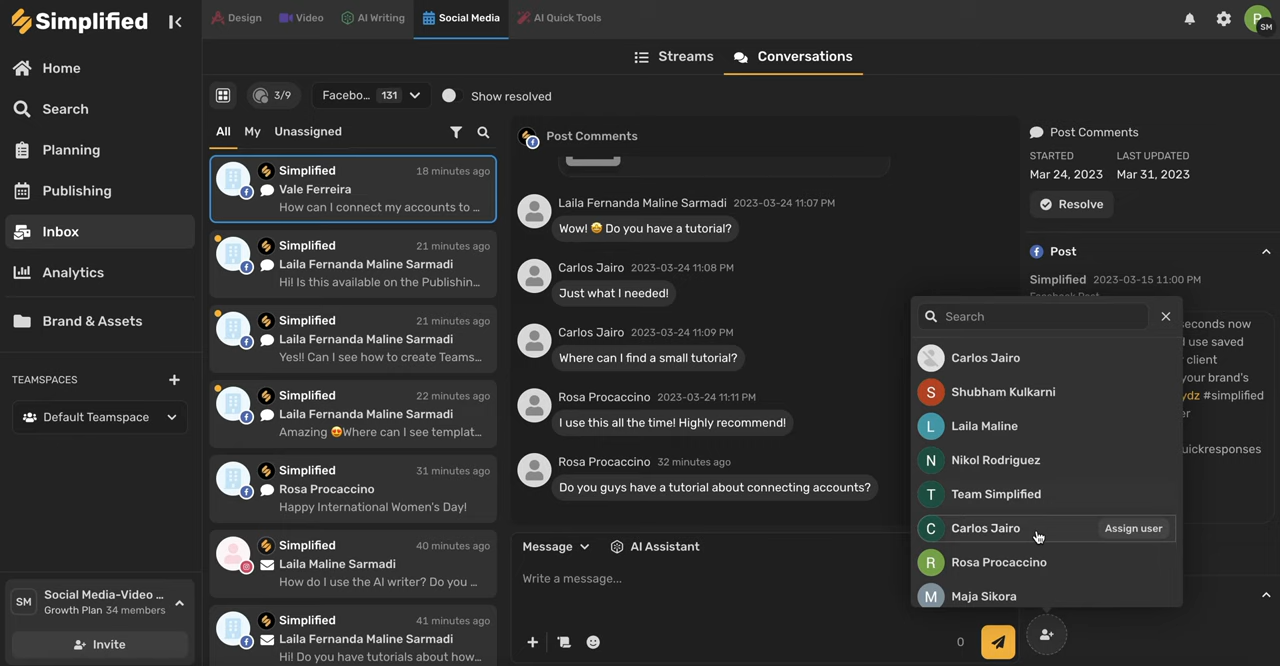 Simplified
Design
Video
AI Writing
Social Media
AI Quick Tools
SM
Home
Search
Planning
Publishing
Inbox
Analytics
Brand & Assets
TEAMSPACES
Default Teamspace
SM
Social Media-Video ...
Growth Plan 34 members
Invite
Streams
Conversations
3/9
Facebo... 131
Show resolved
All
My
Unassigned
Simplified 18 minutes ago
Vale Ferreira
How can I connect my accounts to ...
Simplified 21 minutes ago
Laila Fernanda Maline Sarmadi
Hi! Is this available on the Publishin...
Simplified 21 minutes ago
Laila Fernanda Maline Sarmadi
Yes!! Can I see how to create Teams...
Simplified 22 minutes ago
Laila Fernanda Maline Sarmadi
Amazing 😍Where can I see templat...
Simplified 31 minutes ago
Rosa Procaccino
Happy International Women's Day!
Simplified 40 minutes ago
Laila Maline Sarmadi
How do I use the AI writer? Do you ...
Simplified 41 minutes ago
Laila Fernanda Maline Sarmadi
Hi! Do you have tutorials about how...
Post Comments
Laila Fernanda Maline Sarmadi 2023-03-24 11:07 PM
Wow! 🤩 Do you have a tutorial?
Carlos Jairo 2023-03-24 11:08 PM
Just what I needed!
Carlos Jairo 2023-03-24 11:09 PM
Where can I find a small tutorial?
Rosa Procaccino 2023-03-24 11:11 PM
I use this all the time! Highly recommend!
Rosa Procaccino 32 minutes ago
Do you guys have a tutorial about connecting accounts?
Message
AI Assistant
Write a message...
0
Post Comments
STARTED LAST UPDATED
Mar 24, 2023 Mar 31, 2023
Resolve
Post
Simplified 2023-03-15 11:00 PM
Facebook Post
seconds now
use saved
client
your brand's
#simplified
Search
Carlos Jairo
S Shubham Kulkarni
L Laila Maline
N Nikol Rodriguez
T Team Simplified
C Carlos Jairo Assign user
R Rosa Procaccino
M Maja Sikora